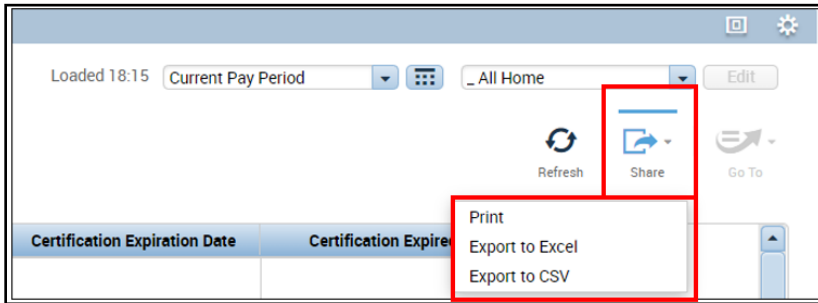 Loaded 18:15 Current Pay Period _ All Home Edit
Refresh Share Go To
Print
Certification Expiration Date Certification Expire
Export to Excel
Export to CSV